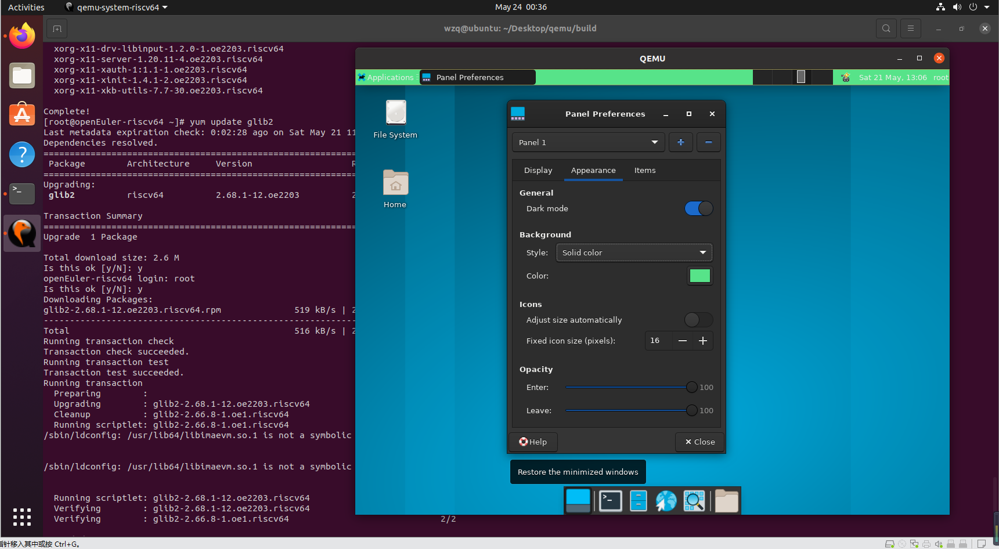 Activities
qemu-system-riscv64
May 24 00:36
wzq@ubuntu: ~/Desktop/qemu/build
xorg-x11-drv-libinput-1.2.0-1.oe2203.riscv64
xorg-x11-server-1.20.11-4.oe2203.riscv64
xorg-x11-xauth-1:1.1-1.oe2203.riscv64
xorg-x11-xinit-1.4.1-2.oe2203.riscv64
xorg-x11-xkb-utils-7.7-30.oe2203.riscv64
Complete!
[root@openEuler-riscv64 ~]# yum update glib2
Last metadata expiration check: 0:02:28 ago on Sat May 21 11
Dependencies resolved.
================================================================
Package Architecture Version R
================================================================
Upgrading:
glib2 riscv64 2.68.1-12.oe2203 2
Transaction Summary
================================================================
Upgrade 1 Package
Total download size: 2.6 M
Is this ok [y/N]: y
openEuler-riscv64 login: root
Is this ok [y/N]: y
Downloading Packages:
glib2-2.68.1-12.oe2203.riscv64.rpm 519 kB/s | 2
----------------------------------------------------------------
Total 516 kB/s | 2
Running transaction check
Transaction check succeeded.
Running transaction test
Transaction test succeeded.
Running transaction
Preparing :
Upgrading : glib2-2.68.1-12.oe2203.riscv64
Cleanup : glib2-2.66.8-1.oe1.riscv64
Running scriptlet: glib2-2.66.8-1.oe1.riscv64
/sbin/ldconfig: /usr/lib64/libimaevm.so.1 is not a symbolic
/sbin/ldconfig: /usr/lib64/libimaevm.so.1 is not a symbolic
Running scriptlet: glib2-2.68.1-12.oe2203.riscv64
Verifying : glib2-2.68.1-12.oe2203.riscv64
Verifying : glib2-2.66.8-1.oe1.riscv64 2/2
QEMU
Applications
Panel Preferences
Sat 21 May, 13:06 root
File System
Home
Panel Preferences
Panel 1
Display Appearance Items
General
Dark mode
Background
Style: Solid color
Color:
Icons
Adjust size automatically
Fixed icon size (pixels): 16
Opacity
Enter: 100
Leave: 100
Help
Close
Restore the minimized windows
指针移入其中或按 Ctrl+G。